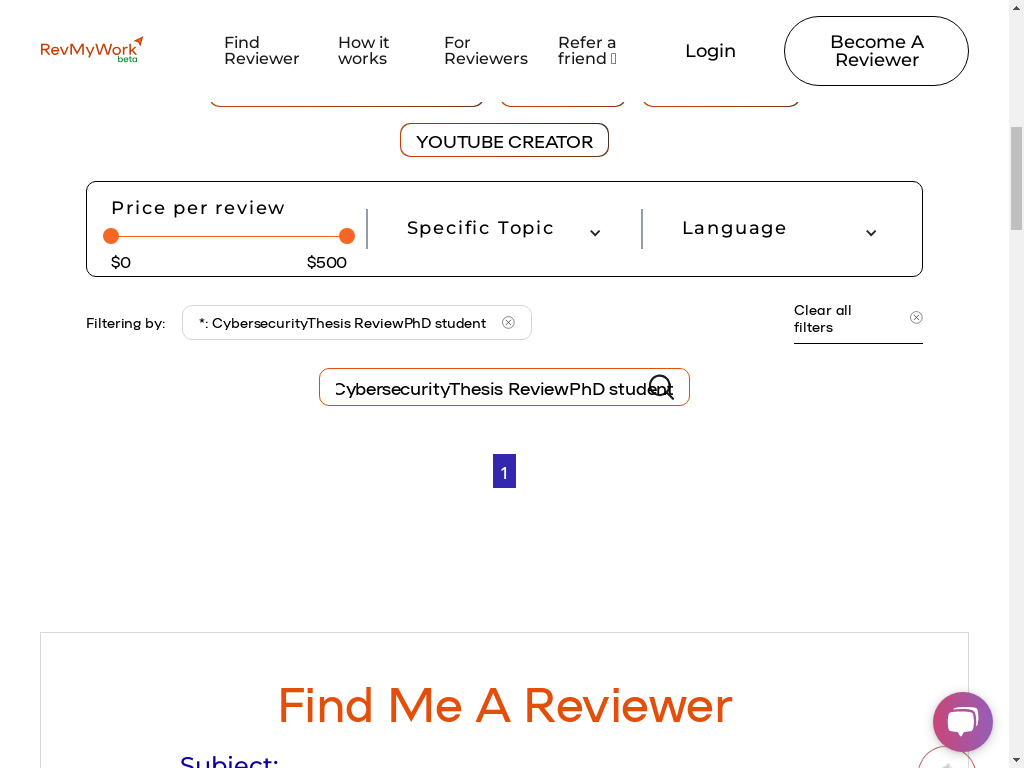 RevMyWork
beta
Find
Reviewer
How it
works
For
Reviewers
Refer a
friend
Login
Become A
Reviewer
YOUTUBE CREATOR
Price per review
$0
$500
Specific Topic
Language
Filtering by:
*: CybersecurityThesis ReviewPhD student
Clear all
filters
CybersecurityThesis ReviewPhD student
1
Find Me A Reviewer
Subject: